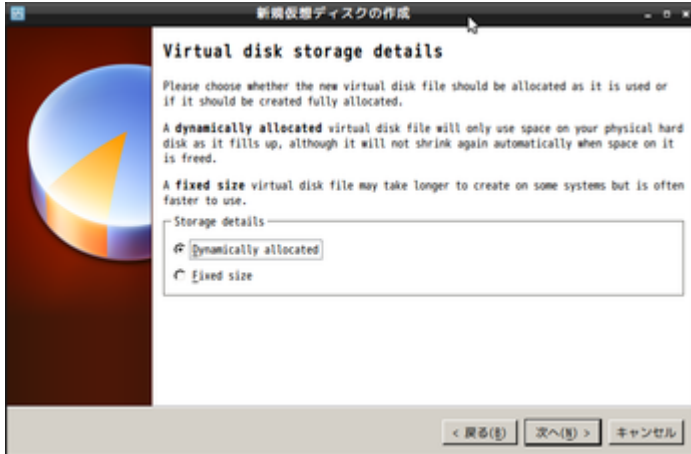 新規仮想ディスクの作成
Virtual disk storage details
Please choose whether the new virtual disk file should be allocated as it is used or
if it should be created fully allocated.
A dynamically allocated virtual disk file will only use space on your physical hard
disk as it fills up, although it will not shrink again automatically when space on it
is freed.
A fixed size virtual disk file may take longer to create on some systems but is often
faster to use.
Storage details
Dynamically allocated
Fixed size
< 戻る(B) 次へ(N) > キャンセル